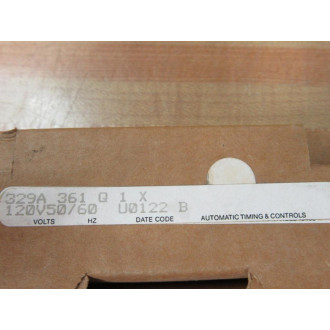 329A 361 Q 1 X
120V50/60 U0122 B
VOLTS HZ DATE CODE AUTOMATIC TIMING & CONTROLS